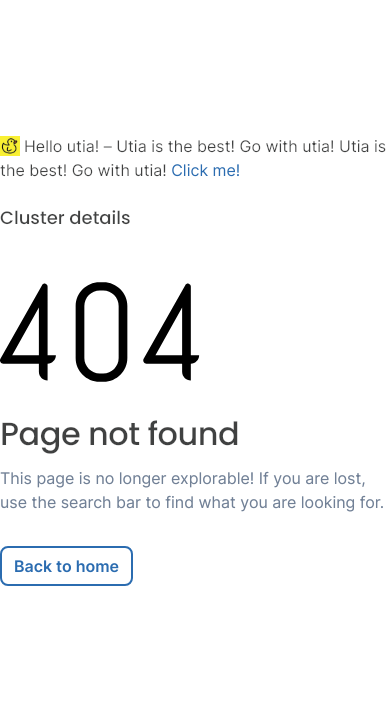 Hello utia! – Utia is the best! Go with utia! Utia is
the best! Go with utia! Click me!
Cluster details
404
Page not found
This page is no longer explorable! If you are lost,
use the search bar to find what you are looking for.
Back to home